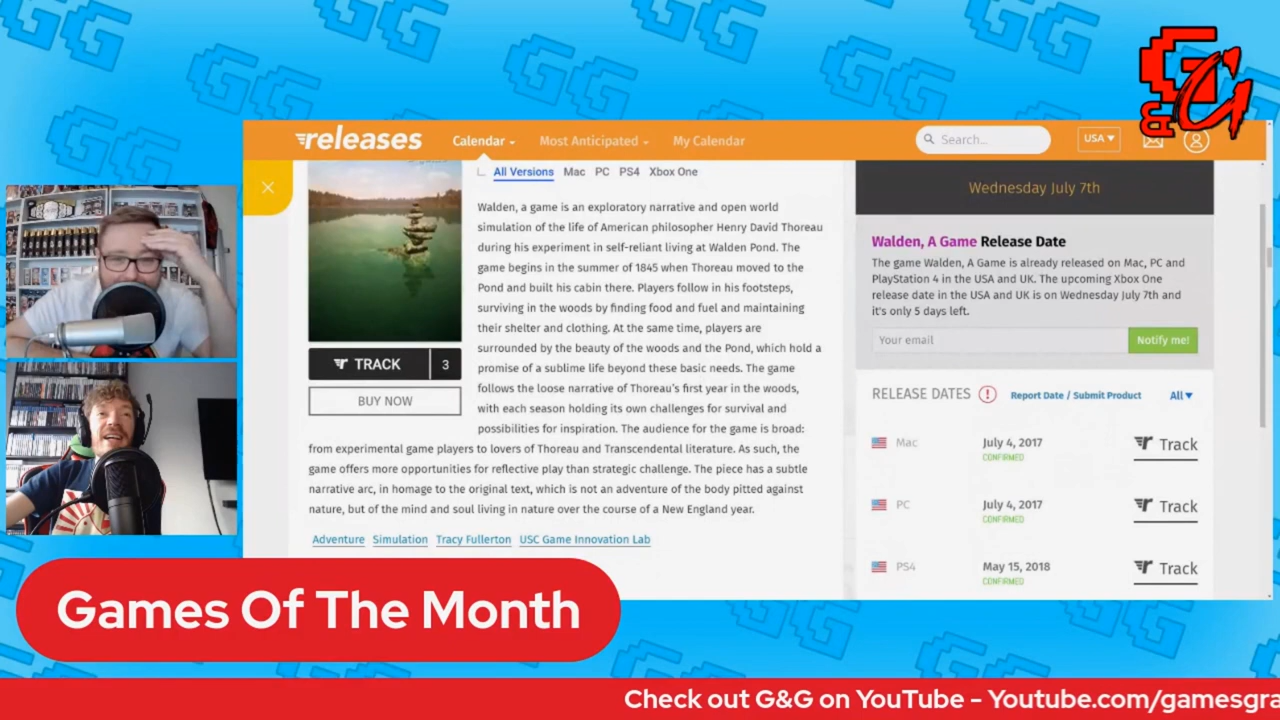 releases
Calendar
Most Anticipated
My Calendar
Search...
USA
All Versions Mac PC PS4 Xbox One
Walden, a game is an exploratory narrative and open world
simulation of the life of American philosopher Henry David Thoreau
during his experiment in self-reliant living at Walden Pond. The
game begins in the summer of 1845 when Thoreau moved to the
Pond and built his cabin there. Players follow in his footsteps,
surviving in the woods by finding food and fuel and maintaining
their shelter and clothing. At the same time, players are
surrounded by the beauty of the woods and the Pond, which hold a
promise of a sublime life beyond these basic needs. The game
follows the loose narrative of Thoreau's first year in the woods,
with each season holding its own challenges for survival and
possibilities for inspiration. The audience for the game is broad:
from experimental game players to lovers of Thoreau and Transcendental literature. As such, the
game offers more opportunities for reflective play than strategic challenge. The piece has a subtle
narrative arc, in homage to the original text, which is not an adventure of the body pitted against
nature, but of the mind and soul living in nature over the course of a New England year.
TRACK 3
BUY NOW
Adventure Simulation Tracy Fullerton USC Game Innovation Lab
Wednesday July 7th
Walden, A Game Release Date
The game Walden, A Game is already released on Mac, PC and
PlayStation 4 in the USA and UK. The upcoming Xbox One
release date in the USA and UK is on Wednesday July 7th and
it's only 5 days left.
Your email Notify me!
RELEASE DATES Report Date / Submit Product All
Mac July 4, 2017 Track
CONFIRMED
PC July 4, 2017 Track
CONFIRMED
PS4 May 15, 2018 Track
CONFIRMED
G&G
Games Of The Month
Check out G&G on YouTube - Youtube.com/gamesgra